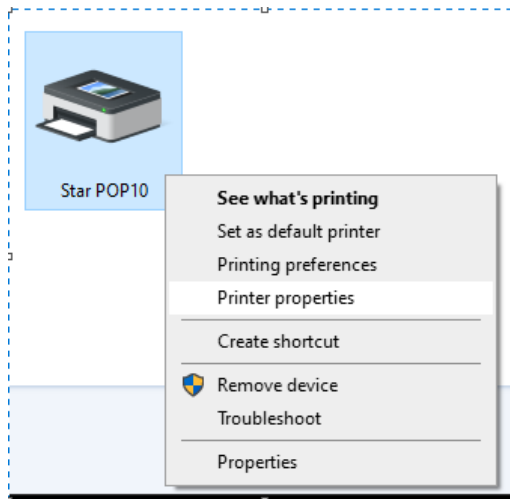 Star POP10
See what's printing
Set as default printer
Printing preferences
Printer properties
Create shortcut
Remove device
Troubleshoot
Properties